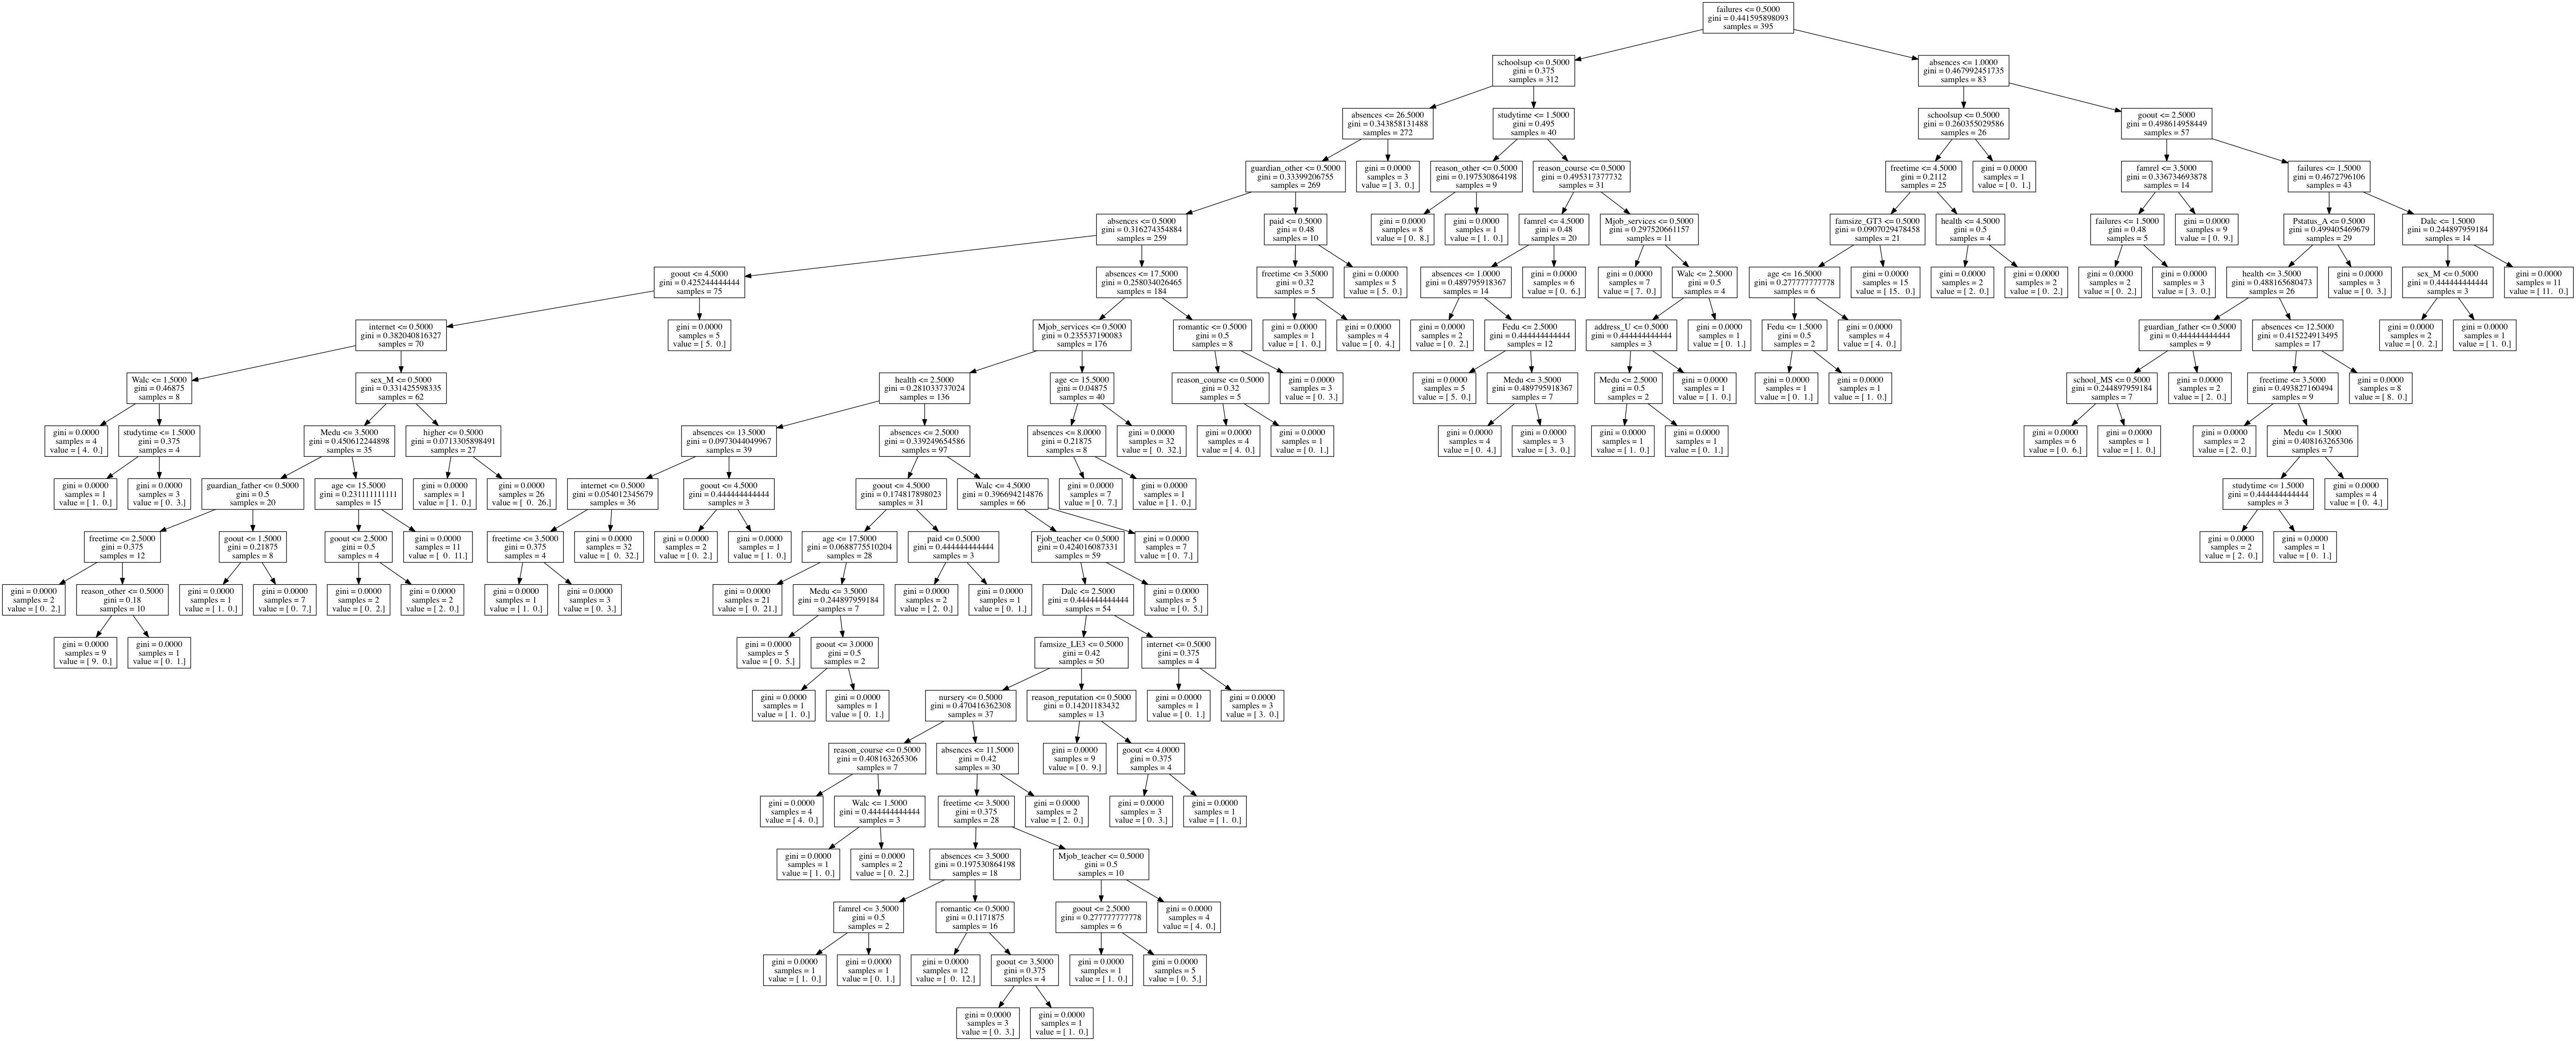 failures <= 0.5000
gini = 0.441595898093
samples = 395
schoolsup <= 0.5000
gini = 0.375
samples = 312
absences <= 1.0000
gini = 0.467992451735
samples = 83
absences <= 26.5000
gini = 0.343858131488
samples = 272
studytime <= 1.5000
gini = 0.495
samples = 40
schoolsup <= 0.5000
gini = 0.260355029586
samples = 26
goout <= 2.5000
gini = 0.498614958449
samples = 57
guardian_other <= 0.5000
gini = 0.33399206755
samples = 269
gini = 0.0000
samples = 3
value = [ 3. 0.]
reason_other <= 0.5000
gini = 0.197530864198
samples = 9
reason_course <= 0.5000
gini = 0.495317377732
samples = 31
freetime <= 4.5000
gini = 0.2112
samples = 25
gini = 0.0000
samples = 1
value = [ 0. 1.]
famrel <= 3.5000
gini = 0.336734693878
samples = 14
failures <= 1.5000
gini = 0.4672796106
samples = 43
absences <= 0.5000
gini = 0.316274354884
samples = 259
paid <= 0.5000
gini = 0.48
samples = 10
gini = 0.0000
samples = 8
value = [ 0. 8.]
gini = 0.0000
samples = 1
value = [ 1. 0.]
famrel <= 4.5000
gini = 0.48
samples = 20
Mjob_services <= 0.5000
gini = 0.297520661157
samples = 11
famsize_GT3 <= 0.5000
gini = 0.0907029478458
samples = 21
health <= 4.5000
gini = 0.5
samples = 4
failures <= 1.5000
gini = 0.48
samples = 5
gini = 0.0000
samples = 9
value = [ 0. 9.]
Pstatus_A <= 0.5000
gini = 0.499405469679
samples = 29
Dalc <= 1.5000
gini = 0.244897959184
samples = 14
goout <= 4.5000
gini = 0.425244444444
samples = 75
absences <= 17.5000
gini = 0.258034026465
samples = 184
freetime <= 3.5000
gini = 0.32
samples = 5
gini = 0.0000
samples = 5
value = [ 5. 0.]
absences <= 1.0000
gini = 0.489795918367
samples = 14
gini = 0.0000
samples = 6
value = [ 0. 6.]
gini = 0.0000
samples = 7
value = [ 7. 0.]
Walc <= 2.5000
gini = 0.5
samples = 4
age <= 16.5000
gini = 0.277777777778
samples = 6
gini = 0.0000
samples = 15
value = [ 15. 0.]
gini = 0.0000
samples = 2
value = [ 2. 0.]
gini = 0.0000
samples = 2
value = [ 0. 2.]
gini = 0.0000
samples = 2
value = [ 0. 2.]
gini = 0.0000
samples = 3
value = [ 3. 0.]
health <= 3.5000
gini = 0.488165680473
samples = 26
gini = 0.0000
samples = 3
value = [ 0. 3.]
sex_M <= 0.5000
gini = 0.444444444444
samples = 3
gini = 0.0000
samples = 11
value = [ 11. 0.]
internet <= 0.5000
gini = 0.382040816327
samples = 70
gini = 0.0000
samples = 5
value = [ 5. 0.]
Mjob_services <= 0.5000
gini = 0.235537190083
samples = 176
romantic <= 0.5000
gini = 0.5
samples = 8
gini = 0.0000
samples = 1
value = [ 1. 0.]
gini = 0.0000
samples = 4
value = [ 0. 4.]
gini = 0.0000
samples = 2
value = [ 0. 2.]
Fedu <= 2.5000
gini = 0.444444444444
samples = 12
address_U <= 0.5000
gini = 0.444444444444
samples = 3
gini = 0.0000
samples = 1
value = [ 0. 1.]
Fedu <= 1.5000
gini = 0.5
samples = 2
gini = 0.0000
samples = 4
value = [ 4. 0.]
guardian_father <= 0.5000
gini = 0.444444444444
samples = 9
absences <= 12.5000
gini = 0.415224913495
samples = 17
gini = 0.0000
samples = 2
value = [ 0. 2.]
gini = 0.0000
samples = 1
value = [ 1. 0.]
Walc <= 1.5000
gini = 0.46875
samples = 8
sex_M <= 0.5000
gini = 0.331425598335
samples = 62
health <= 2.5000
gini = 0.281033737024
samples = 136
age <= 15.5000
gini = 0.04875
samples = 40
reason_course <= 0.5000
gini = 0.32
samples = 5
gini = 0.0000
samples = 3
value = [ 0. 3.]
gini = 0.0000
samples = 5
value = [ 5. 0.]
Medu <= 3.5000
gini = 0.489795918367
samples = 7
Medu <= 2.5000
gini = 0.5
samples = 2
gini = 0.0000
samples = 1
value = [ 1. 0.]
gini = 0.0000
samples = 1
value = [ 0. 1.]
gini = 0.0000
samples = 1
value = [ 1. 0.]
school_MS <= 0.5000
gini = 0.244897959184
samples = 7
gini = 0.0000
samples = 2
value = [ 2. 0.]
freetime <= 3.5000
gini = 0.493827160494
samples = 9
gini = 0.0000
samples = 8
value = [ 8. 0.]
gini = 0.0000
samples = 4
value = [ 4. 0.]
studytime <= 1.5000
gini = 0.375
samples = 4
Medu <= 3.5000
gini = 0.450612244898
samples = 35
higher <= 0.5000
gini = 0.0713305898491
samples = 27
absences <= 13.5000
gini = 0.0973044049967
samples = 39
absences <= 2.5000
gini = 0.339249654586
samples = 97
absences <= 8.0000
gini = 0.21875
samples = 8
gini = 0.0000
samples = 32
value = [ 0. 32.]
gini = 0.0000
samples = 4
value = [ 4. 0.]
gini = 0.0000
samples = 1
value = [ 0. 1.]
gini = 0.0000
samples = 4
value = [ 0. 4.]
gini = 0.0000
samples = 3
value = [ 3. 0.]
gini = 0.0000
samples = 1
value = [ 1. 0.]
gini = 0.0000
samples = 1
value = [ 0. 1.]
gini = 0.0000
samples = 6
value = [ 0. 6.]
gini = 0.0000
samples = 1
value = [ 1. 0.]
gini = 0.0000
samples = 2
value = [ 2. 0.]
Medu <= 1.5000
gini = 0.408163265306
samples = 7
gini = 0.0000
samples = 1
value = [ 1. 0.]
gini = 0.0000
samples = 3
value = [ 0. 3.]
guardian_father <= 0.5000
gini = 0.5
samples = 20
age <= 15.5000
gini = 0.231111111111
samples = 15
gini = 0.0000
samples = 1
value = [ 1. 0.]
gini = 0.0000
samples = 26
value = [ 0. 26.]
internet <= 0.5000
gini = 0.054012345679
samples = 36
goout <= 4.5000
gini = 0.444444444444
samples = 3
goout <= 4.5000
gini = 0.174817898023
samples = 31
Walc <= 4.5000
gini = 0.396694214876
samples = 66
gini = 0.0000
samples = 7
value = [ 0. 7.]
gini = 0.0000
samples = 1
value = [ 1. 0.]
studytime <= 1.5000
gini = 0.444444444444
samples = 3
gini = 0.0000
samples = 4
value = [ 0. 4.]
freetime <= 2.5000
gini = 0.375
samples = 12
goout <= 1.5000
gini = 0.21875
samples = 8
goout <= 2.5000
gini = 0.5
samples = 4
gini = 0.0000
samples = 11
value = [ 0. 11.]
freetime <= 3.5000
gini = 0.375
samples = 4
gini = 0.0000
samples = 32
value = [ 0. 32.]
gini = 0.0000
samples = 2
value = [ 0. 2.]
gini = 0.0000
samples = 1
value = [ 1. 0.]
age <= 17.5000
gini = 0.0688775510204
samples = 28
paid <= 0.5000
gini = 0.444444444444
samples = 3
Fjob_teacher <= 0.5000
gini = 0.424016087331
samples = 59
gini = 0.0000
samples = 7
value = [ 0. 7.]
gini = 0.0000
samples = 2
value = [ 2. 0.]
gini = 0.0000
samples = 1
value = [ 0. 1.]
gini = 0.0000
samples = 2
value = [ 0. 2.]
reason_other <= 0.5000
gini = 0.18
samples = 10
gini = 0.0000
samples = 1
value = [ 1. 0.]
gini = 0.0000
samples = 7
value = [ 0. 7.]
gini = 0.0000
samples = 2
value = [ 0. 2.]
gini = 0.0000
samples = 2
value = [ 2. 0.]
gini = 0.0000
samples = 1
value = [ 1. 0.]
gini = 0.0000
samples = 3
value = [ 0. 3.]
gini = 0.0000
samples = 21
value = [ 0. 21.]
Medu <= 3.5000
gini = 0.244897959184
samples = 7
gini = 0.0000
samples = 2
value = [ 2. 0.]
gini = 0.0000
samples = 1
value = [ 0. 1.]
Dalc <= 2.5000
gini = 0.444444444444
samples = 54
gini = 0.0000
samples = 5
value = [ 0. 5.]
gini = 0.0000
samples = 9
value = [ 9. 0.]
gini = 0.0000
samples = 1
value = [ 0. 1.]
gini = 0.0000
samples = 5
value = [ 0. 5.]
goout <= 3.0000
gini = 0.5
samples = 2
famsize_LE3 <= 0.5000
gini = 0.42
samples = 50
internet <= 0.5000
gini = 0.375
samples = 4
gini = 0.0000
samples = 1
value = [ 1. 0.]
gini = 0.0000
samples = 1
value = [ 0. 1.]
nursery <= 0.5000
gini = 0.470416362308
samples = 37
reason_reputation <= 0.5000
gini = 0.14201183432
samples = 13
gini = 0.0000
samples = 1
value = [ 0. 1.]
gini = 0.0000
samples = 3
value = [ 3. 0.]
reason_course <= 0.5000
gini = 0.408163265306
samples = 7
absences <= 11.5000
gini = 0.42
samples = 30
gini = 0.0000
samples = 9
value = [ 0. 9.]
goout <= 4.0000
gini = 0.375
samples = 4
gini = 0.0000
samples = 4
value = [ 4. 0.]
Walc <= 1.5000
gini = 0.444444444444
samples = 3
freetime <= 3.5000
gini = 0.375
samples = 28
gini = 0.0000
samples = 2
value = [ 2. 0.]
gini = 0.0000
samples = 3
value = [ 0. 3.]
gini = 0.0000
samples = 1
value = [ 1. 0.]
gini = 0.0000
samples = 1
value = [ 1. 0.]
gini = 0.0000
samples = 2
value = [ 0. 2.]
absences <= 3.5000
gini = 0.197530864198
samples = 18
Mjob_teacher <= 0.5000
gini = 0.5
samples = 10
famrel <= 3.5000
gini = 0.5
samples = 2
romantic <= 0.5000
gini = 0.1171875
samples = 16
goout <= 2.5000
gini = 0.277777777778
samples = 6
gini = 0.0000
samples = 4
value = [ 4. 0.]
gini = 0.0000
samples = 1
value = [ 1. 0.]
gini = 0.0000
samples = 1
value = [ 0. 1.]
gini = 0.0000
samples = 12
value = [ 0. 12.]
goout <= 3.5000
gini = 0.375
samples = 4
gini = 0.0000
samples = 1
value = [ 1. 0.]
gini = 0.0000
samples = 5
value = [ 0. 5.]
gini = 0.0000
samples = 3
value = [ 0. 3.]
gini = 0.0000
samples = 1
value = [ 1. 0.]